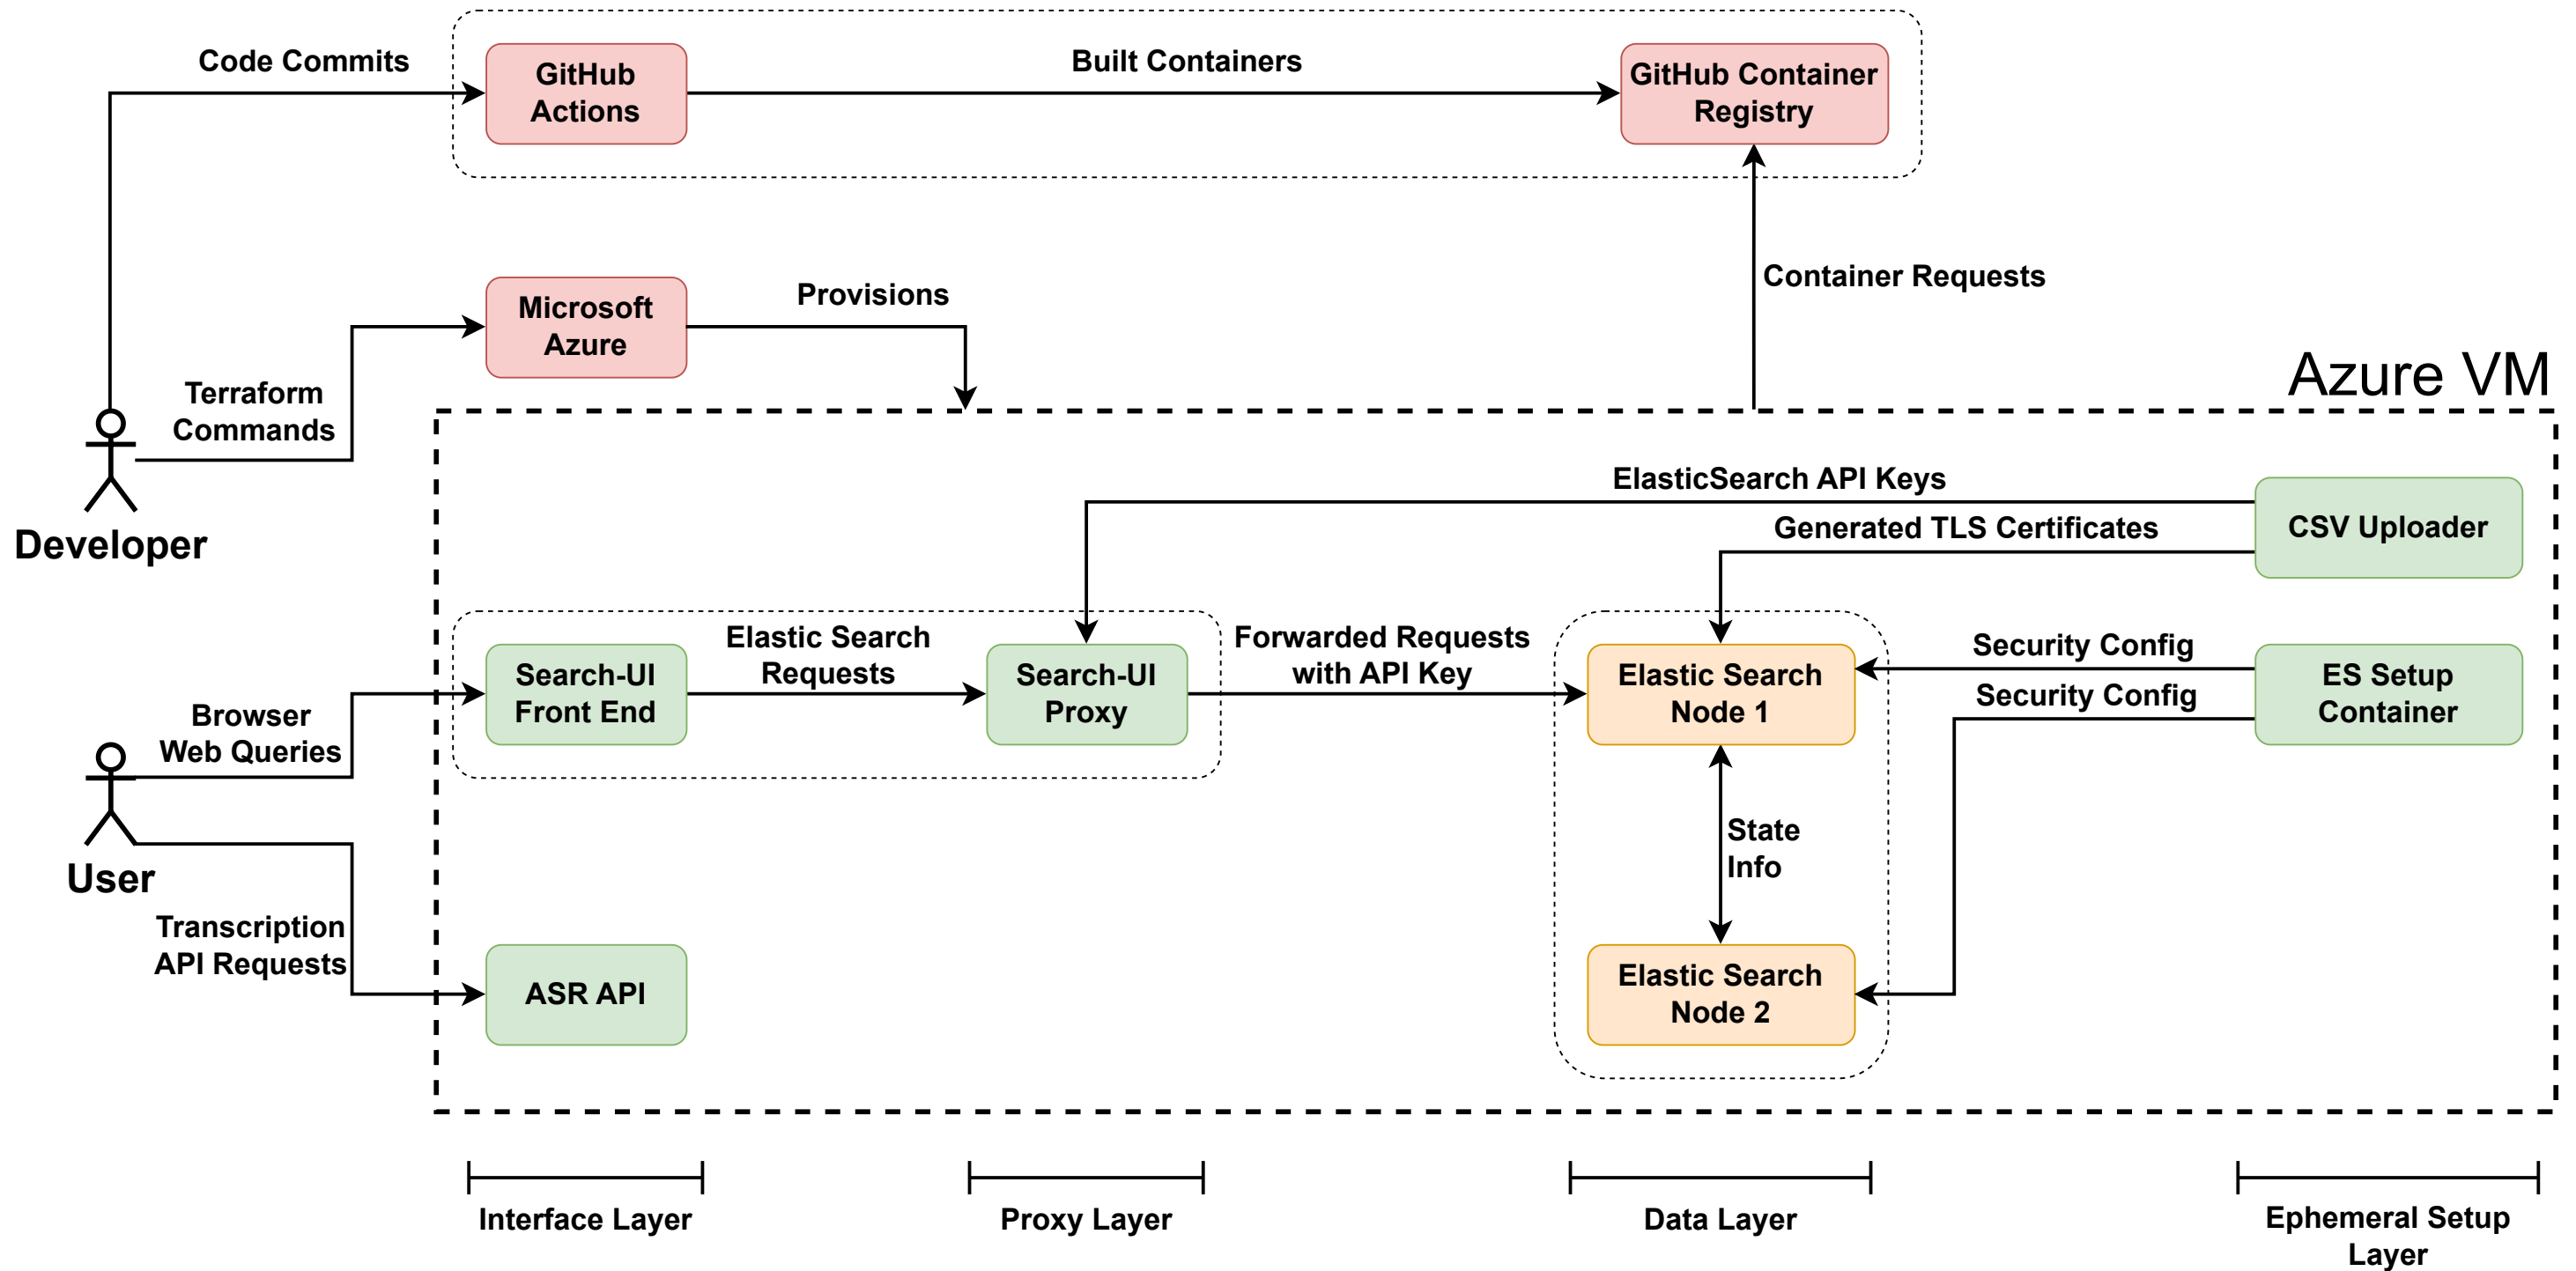 Code Commits
GitHub
Actions
Built Containers
GitHub Container
Registry
Container Requests
Microsoft
Azure
Provisions
Terraform
Commands
Developer
Azure VM
ElasticSearch API Keys
Generated TLS Certificates
CSV Uploader
Browser
Web Queries
User
Transcription
API Requests
Search-UI
Front End
Elastic Search
Requests
Search-UI
Proxy
Forwarded Requests
with API Key
Elastic Search
Node 1
Security Config
Security Config
ES Setup
Container
State
Info
ASR API
Elastic Search
Node 2
Interface Layer
Proxy Layer
Data Layer
Ephemeral Setup
Layer